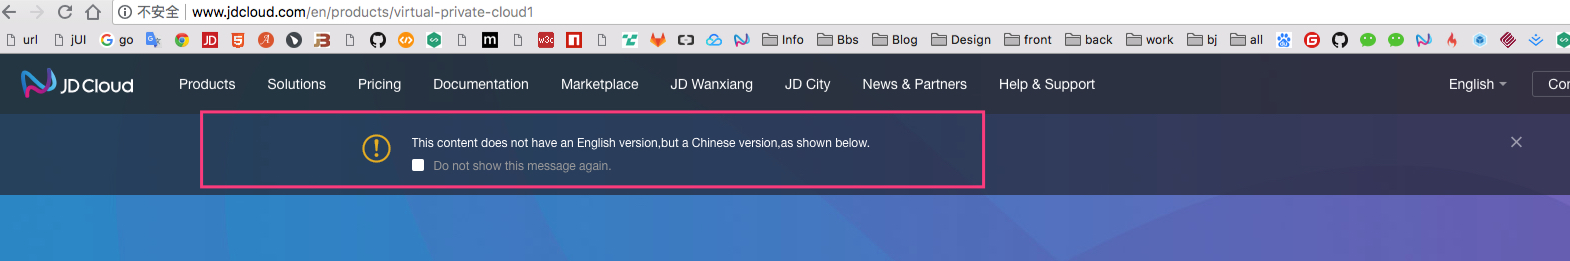 不安全 www.jdcloud.com/en/products/virtual-private-cloud1
url jUI go Info Bbs Blog Design front back work bj all
JD Cloud Products Solutions Pricing Documentation Marketplace JD Wanxiang JD City News & Partners Help & Support English Cor
This content does not have an English version,but a Chinese version,as shown below.
Do not show this message again.